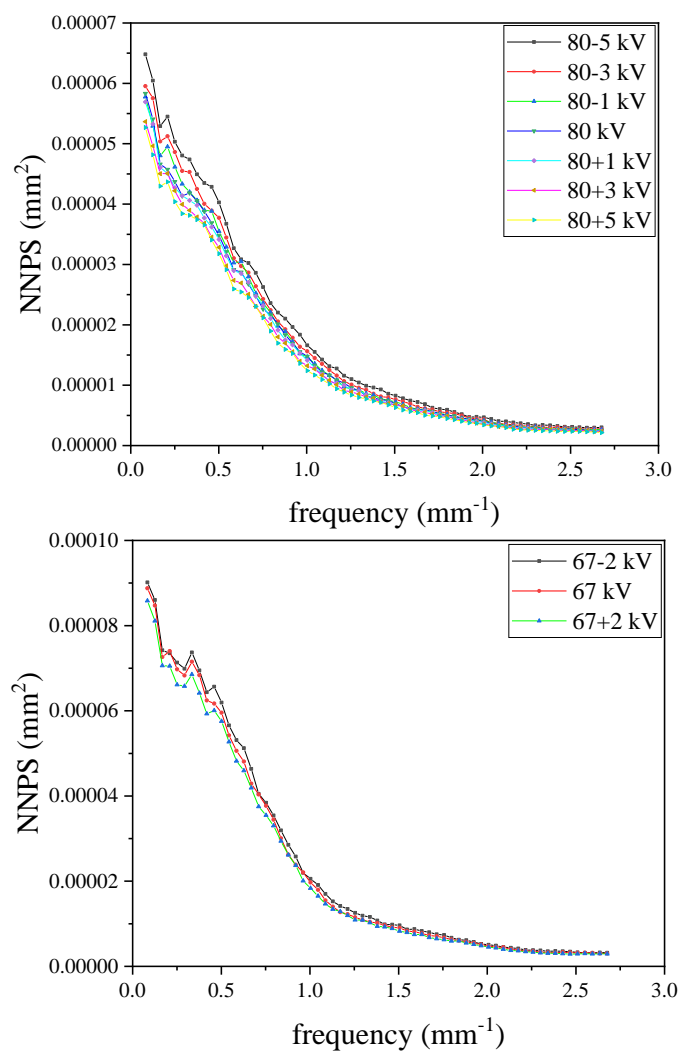 0.00007
0.00006
0.00005
0.00004
0.00003
0.00002
0.00001
0.00000
NNPS (mm²)
80-5 kV
80-3 kV
80-1 kV
80 kV
80+1 kV
80+3 kV
80+5 kV
0.0 0.5 1.0 1.5 2.0 2.5 3.0
frequency (mm⁻¹)
0.00010
0.00008
0.00006
0.00004
0.00002
0.00000
NNPS (mm²)
67-2 kV
67 kV
67+2 kV
0.0 0.5 1.0 1.5 2.0 2.5 3.0
frequency (mm⁻¹)